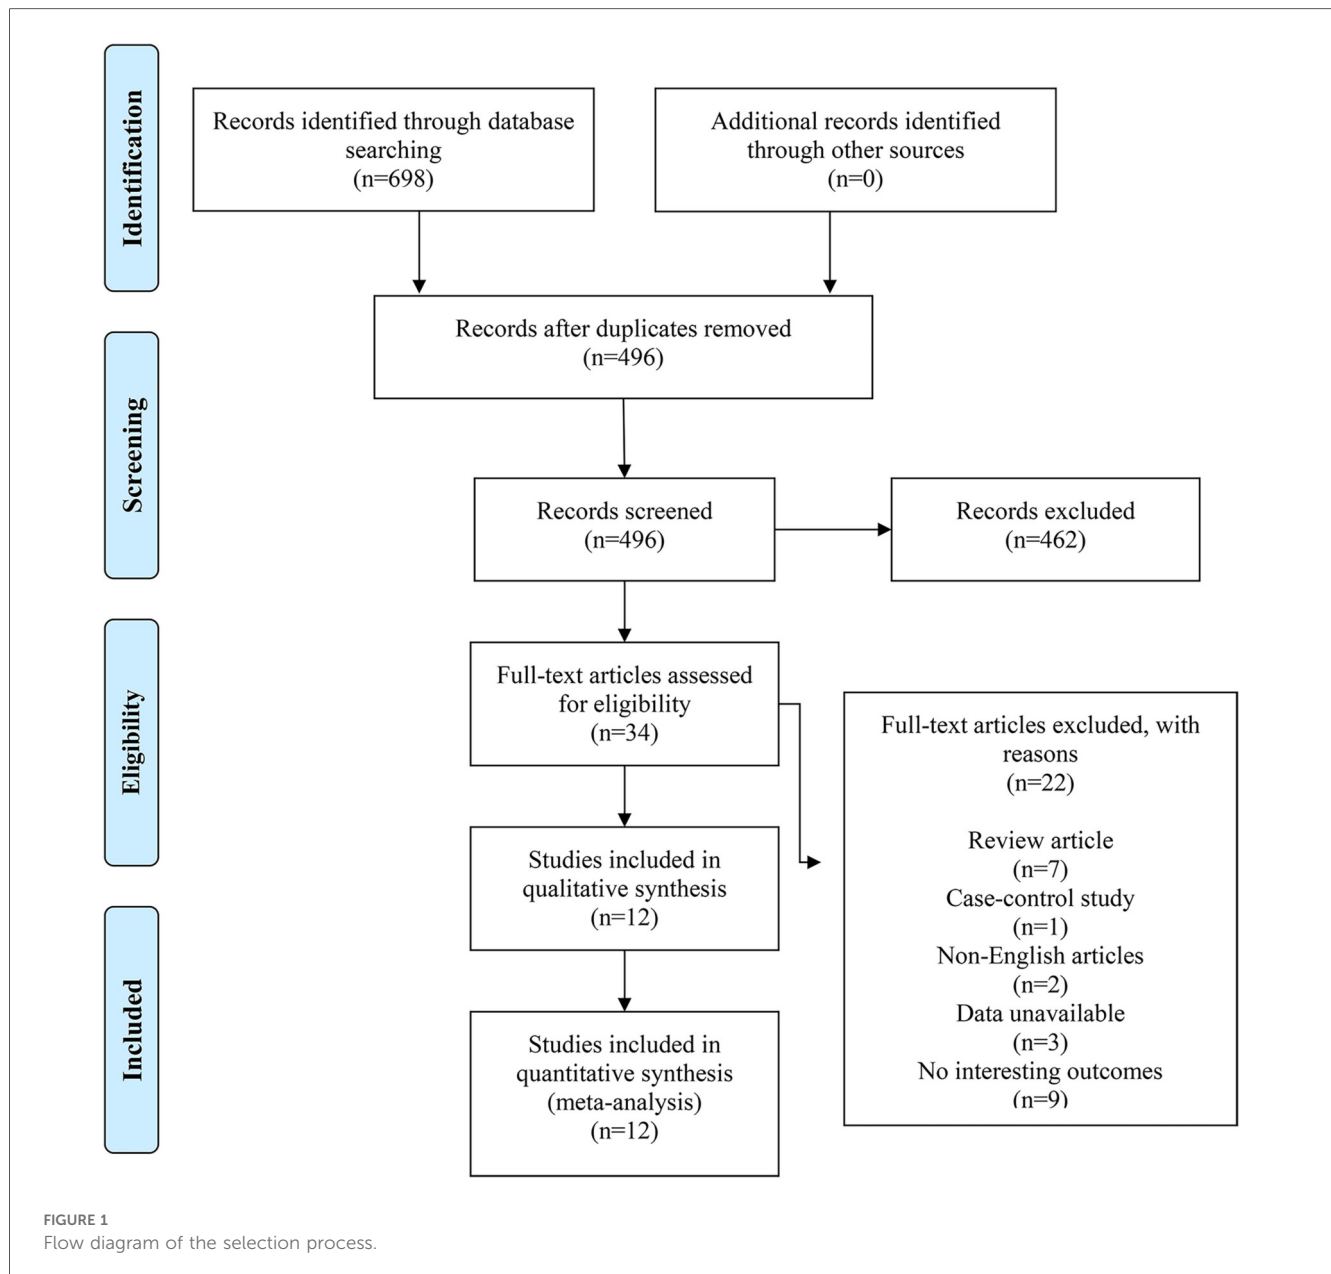 Identification
Records identified through database
searching
(n=698)
Additional records identified
through other sources
(n=0)
Records after duplicates removed
(n=496)
Screening
Records screened
(n=496)
Records excluded
(n=462)
Eligibility
Full-text articles assessed
for eligibility
(n=34)
Full-text articles excluded, with
reasons
(n=22)
Review article
(n=7)
Case-control study
(n=1)
Non-English articles
(n=2)
Data unavailable
(n=3)
No interesting outcomes
(n=9)
Studies included in
qualitative synthesis
(n=12)
Included
Studies included in
quantitative synthesis
(meta-analysis)
(n=12)
FIGURE 1
Flow diagram of the selection process.